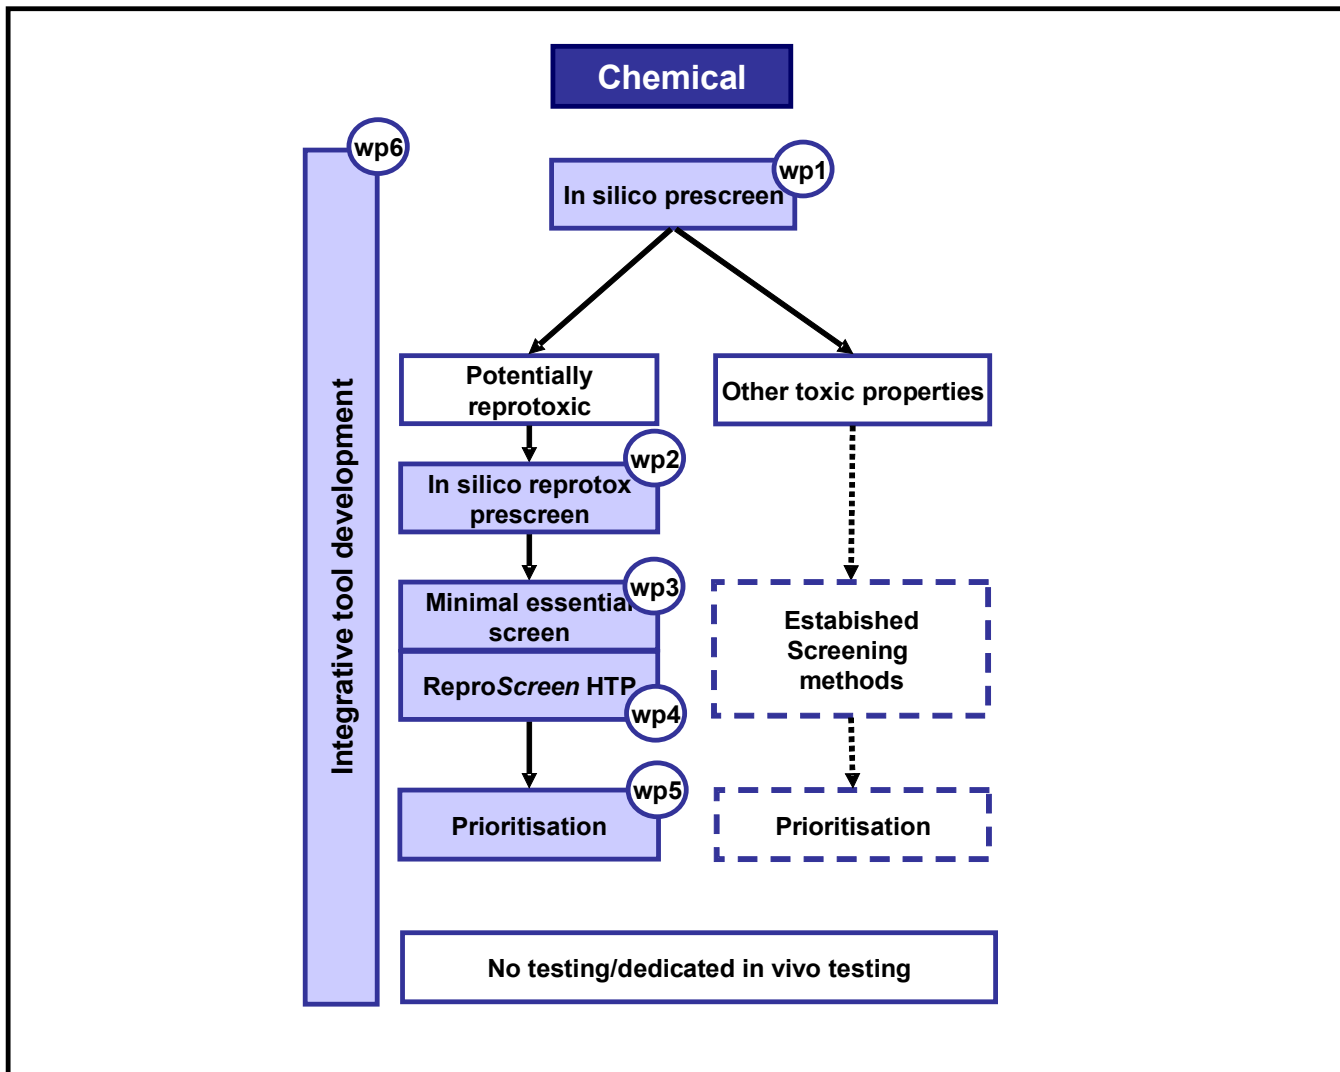 Chemical
wp6
wp1
In silico prescreen
Integrative tool development
Potentially
reprotoxic
Other toxic properties
wp2
In silico reprotox
prescreen
wp3
Minimal essential
screen
ReproScreen HTP
wp4
Estabished
Screening
methods
wp5
Prioritisation
Prioritisation
No testing/dedicated in vivo testing